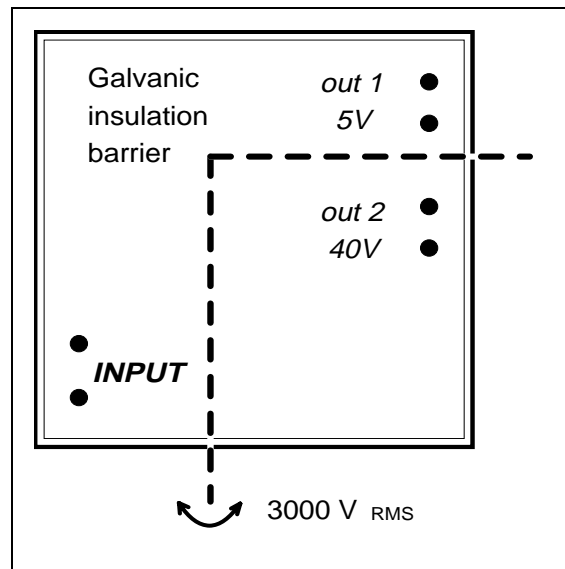 Galvanic
insulation
barrier
out 1
5V
out 2
40V
INPUT
3000 V RMS